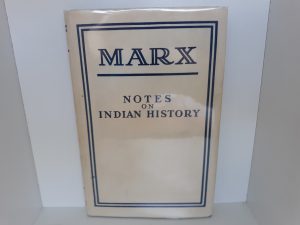 MARX
NOTES
ON
INDIAN HISTORY